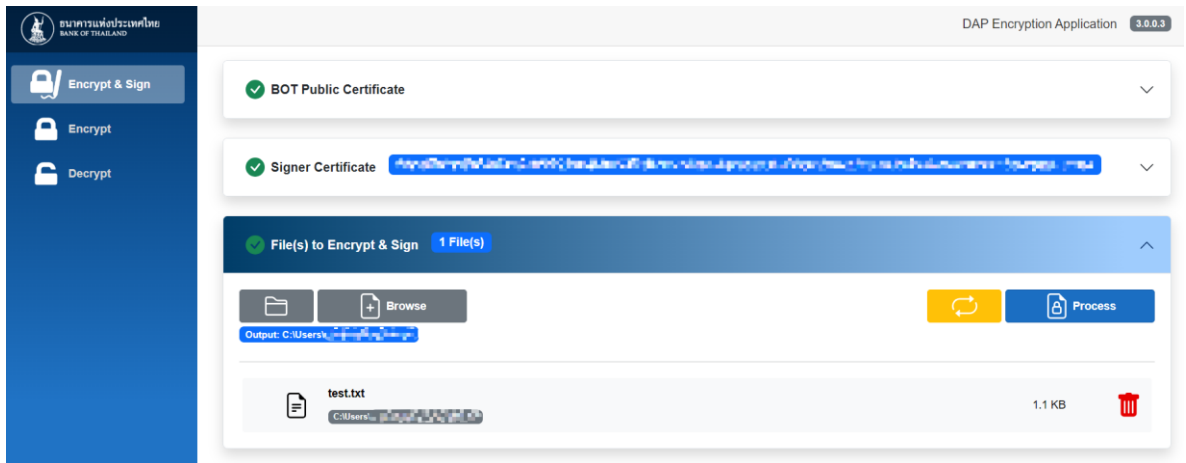 ธนาคารแห่งประเทศไทย
BANK OF THAILAND
DAP Encryption Application 3.0.0.3
Encrypt & Sign
Encrypt
Decrypt
BOT Public Certificate
Signer Certificate
File(s) to Encrypt & Sign 1 File(s)
Browse
Process
Output: C:\Users\
test.txt
C:\Users\
1.1 KB